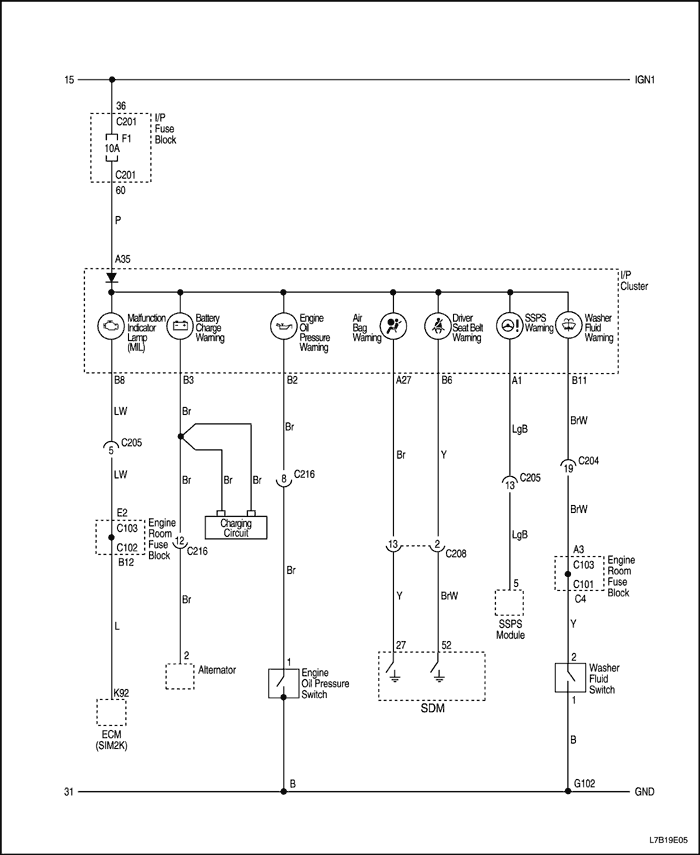 15
IGN1
36
C201
I/P
Fuse
Block
F1
10A
C201
60
P
A35
I/P
Cluster
Malfunction
Indicator
Lamp
(MIL)
Battery
Charge
Warning
Engine
Oil
Pressure
Warning
Air
Bag
Warning
Driver
Seat Belt
Warning
SSPS
Warning
Washer
Fluid
Warning
B8
B3
B2
A27
B6
A1
B11
LW
Br
Br
Br
Y
LgB
BrW
5
C205
LW
Br
Br
Br
8
C216
13
C205
19
C204
BrW
E2
C103
C102
B12
Engine
Room
Fuse
Block
Charging
Circuit
12
C216
13
2
C208
LgB
A3
C103
C101
C4
Engine
Room
Fuse
Block
L
Br
Br
Y
BrW
5
SSPS
Module
Y
2
Alternator
1
Engine
Oil Pressure
Switch
27
52
SDM
2
Washer
Fluid
Switch
1
K92
ECM
(SIM2K)
B
B
31
G102
GND
L7B19E05